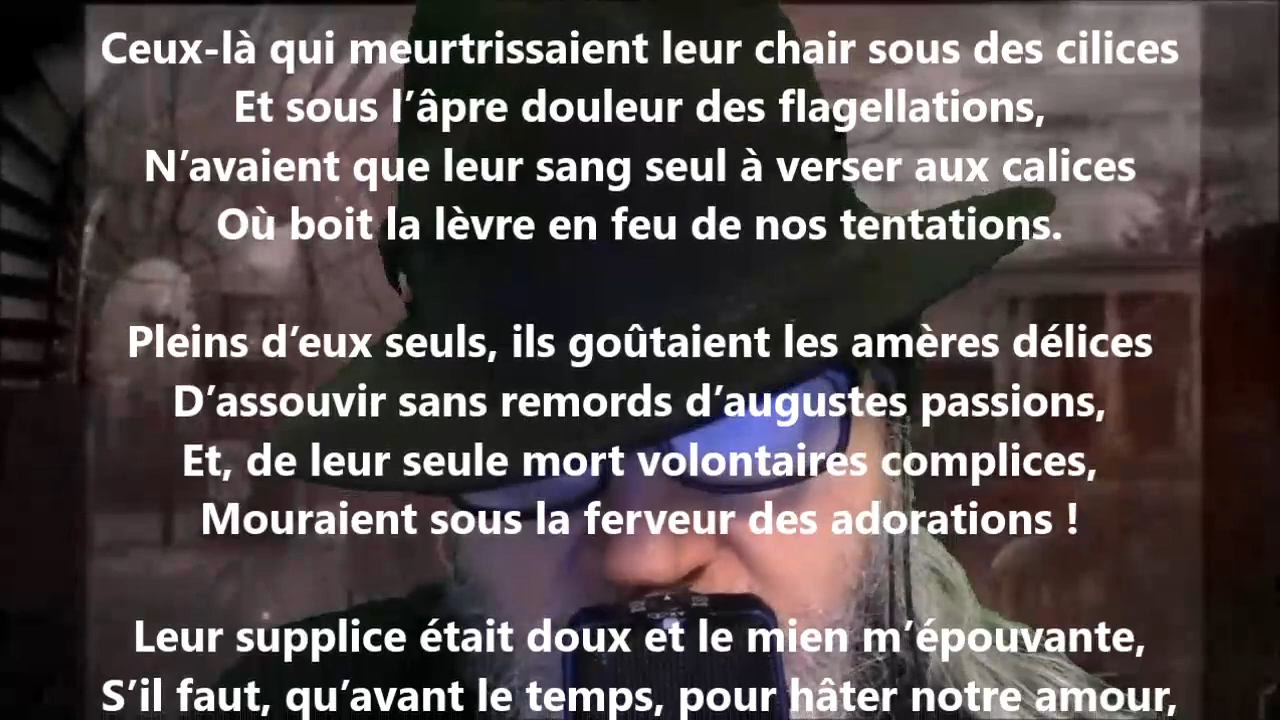 Ceux-là qui meurtrissaient leur chair sous des cilices
Et sous l’âpre douleur des flagellations,
N’avaient que leur sang seul à verser aux calices
Où boit la lèvre en feu de nos tentations.
Pleins d’eux seuls, ils goûtaient les amères délices
D’assouvir sans remords d’augustes passions,
Et, de leur seule mort volontaires complices,
Mouraient sous la ferveur des adorations !
Leur supplice était doux et le mien m’épouvante,
S’il faut, qu’avant le temps, pour hâter notre amour,